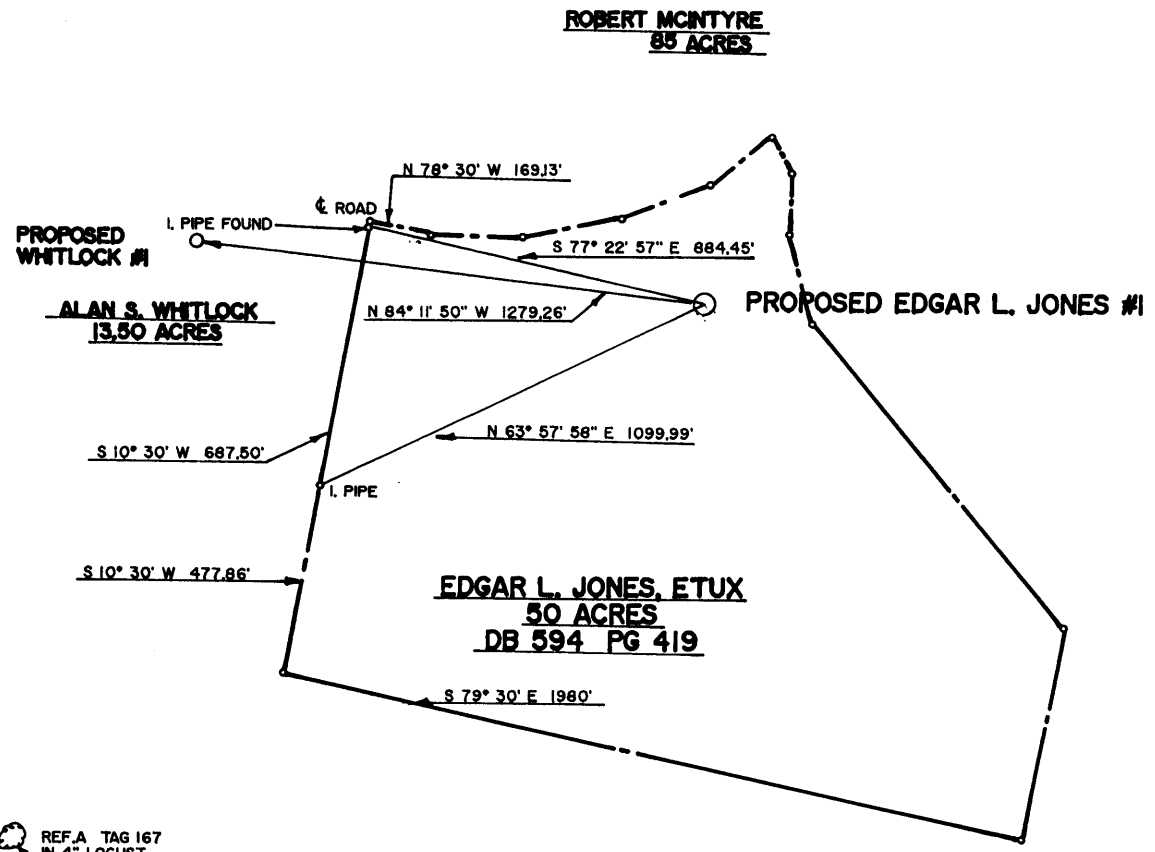 ROBERT MCINTYRE
85 ACRES
N 78° 30' W 169.13'
℄ ROAD
I. PIPE FOUND
PROPOSED
WHITLOCK #1
S 77° 22' 57" E 884.45'
ALAN S. WHITLOCK
13.50 ACRES
N 84° 11' 50" W 1279.26'
PROPOSED EDGAR L. JONES #1
N 63° 57' 58" E 1099.99'
S 10° 30' W 687.50'
I. PIPE
S 10° 30' W 477.86'
EDGAR L. JONES, ETUX
50 ACRES
DB 594 PG 419
S 79° 30' E 1980'
REF.A TAG 167
IN 4" LOCUST